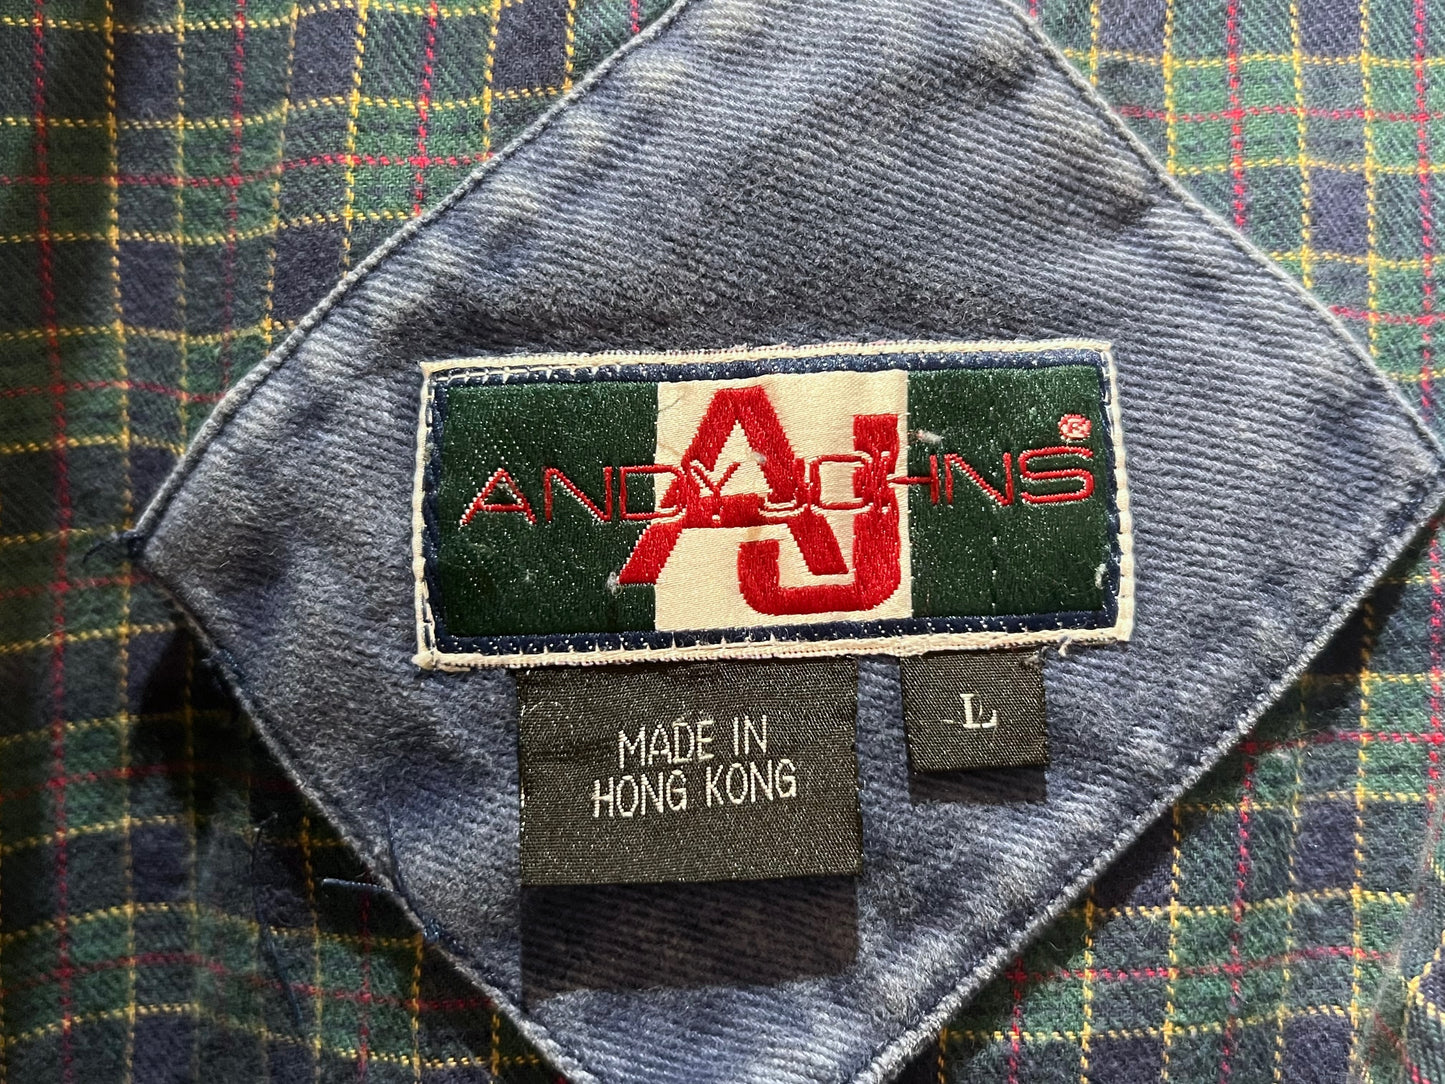 AJ
ANDY JOHNS ®
MADE IN
HONG KONG
L